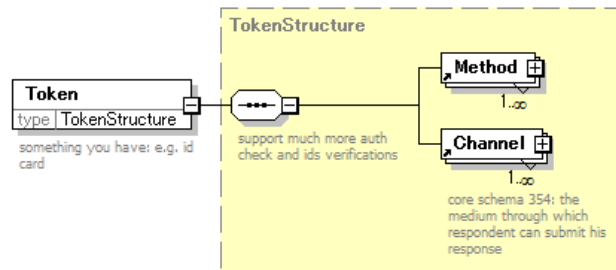 TokenStructure
Token
type TokenStructure
something you have: e.g. id
card
support much more auth
check and ids verifications
Method
1..∞
Channel
1..∞
core schema 354: the
medium through which
respondent can submit his
response